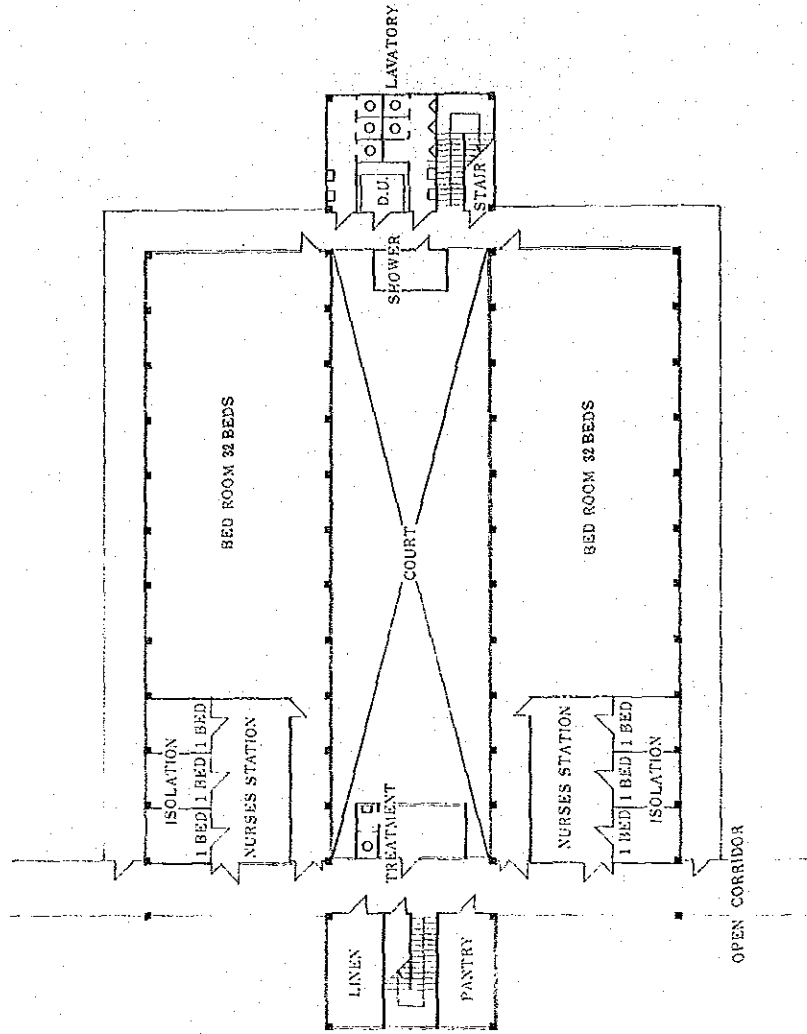 LAVATORY
D.U.
STAIR
SHOWER
BED ROOM 32 BEDS
COURT
BED ROOM 32 BEDS
ISOLATION
1 BED 1 BED 1 BED
NURSES STATION
TREATMENT
NURSES STATION
1 BED 1 BED 1 BED
ISOLATION
LINEN
PANTRY
OPEN CORRIDOR